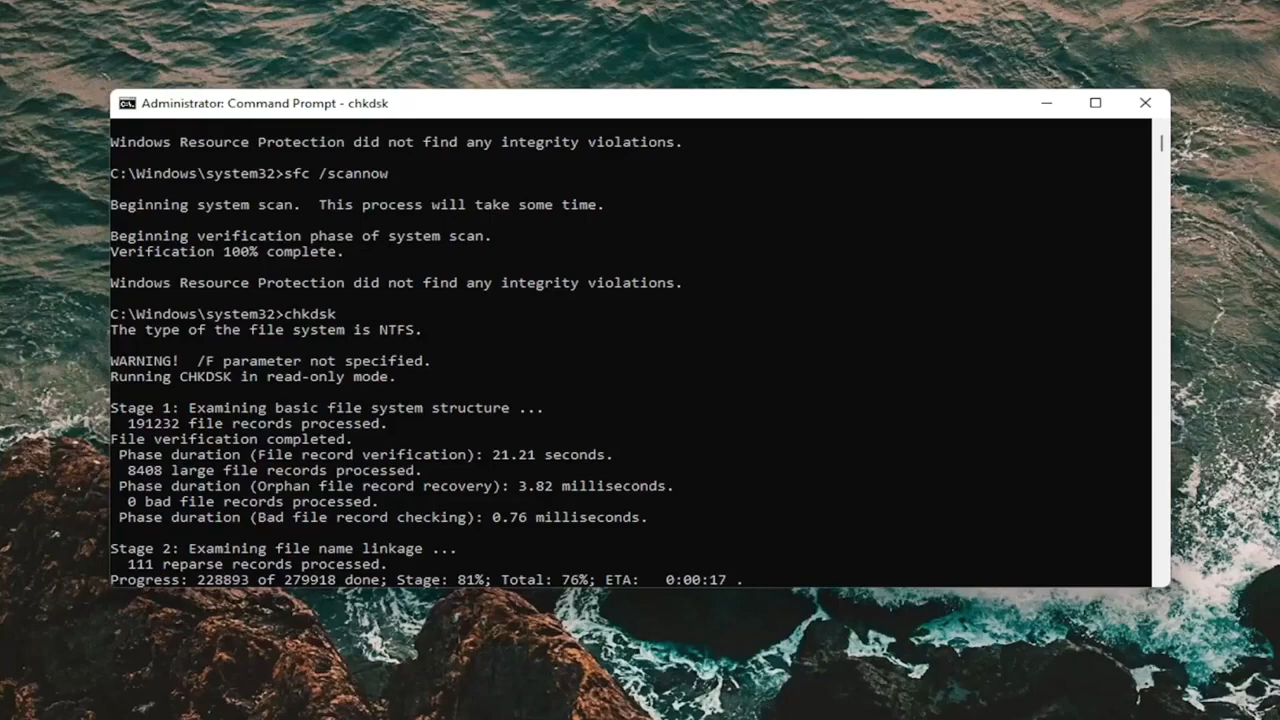 Administrator: Command Prompt - chkdsk
Windows Resource Protection did not find any integrity violations.
C:\Windows\system32>sfc /scannow
Beginning system scan.  This process will take some time.
Beginning verification phase of system scan.
Verification 100% complete.
Windows Resource Protection did not find any integrity violations.
C:\Windows\system32>chkdsk
The type of the file system is NTFS.
WARNING!  /F parameter not specified.
Running CHKDSK in read-only mode.
Stage 1: Examining basic file system structure ...
  191232 file records processed.
File verification completed.
 Phase duration (File record verification): 21.21 seconds.
  8408 large file records processed.
 Phase duration (Orphan file record recovery): 3.82 milliseconds.
  0 bad file records processed.
 Phase duration (Bad file record checking): 0.76 milliseconds.
Stage 2: Examining file name linkage ...
  111 reparse records processed.
Progress: 228893 of 279918 done; Stage: 81%; Total: 76%; ETA:   0:00:17 .